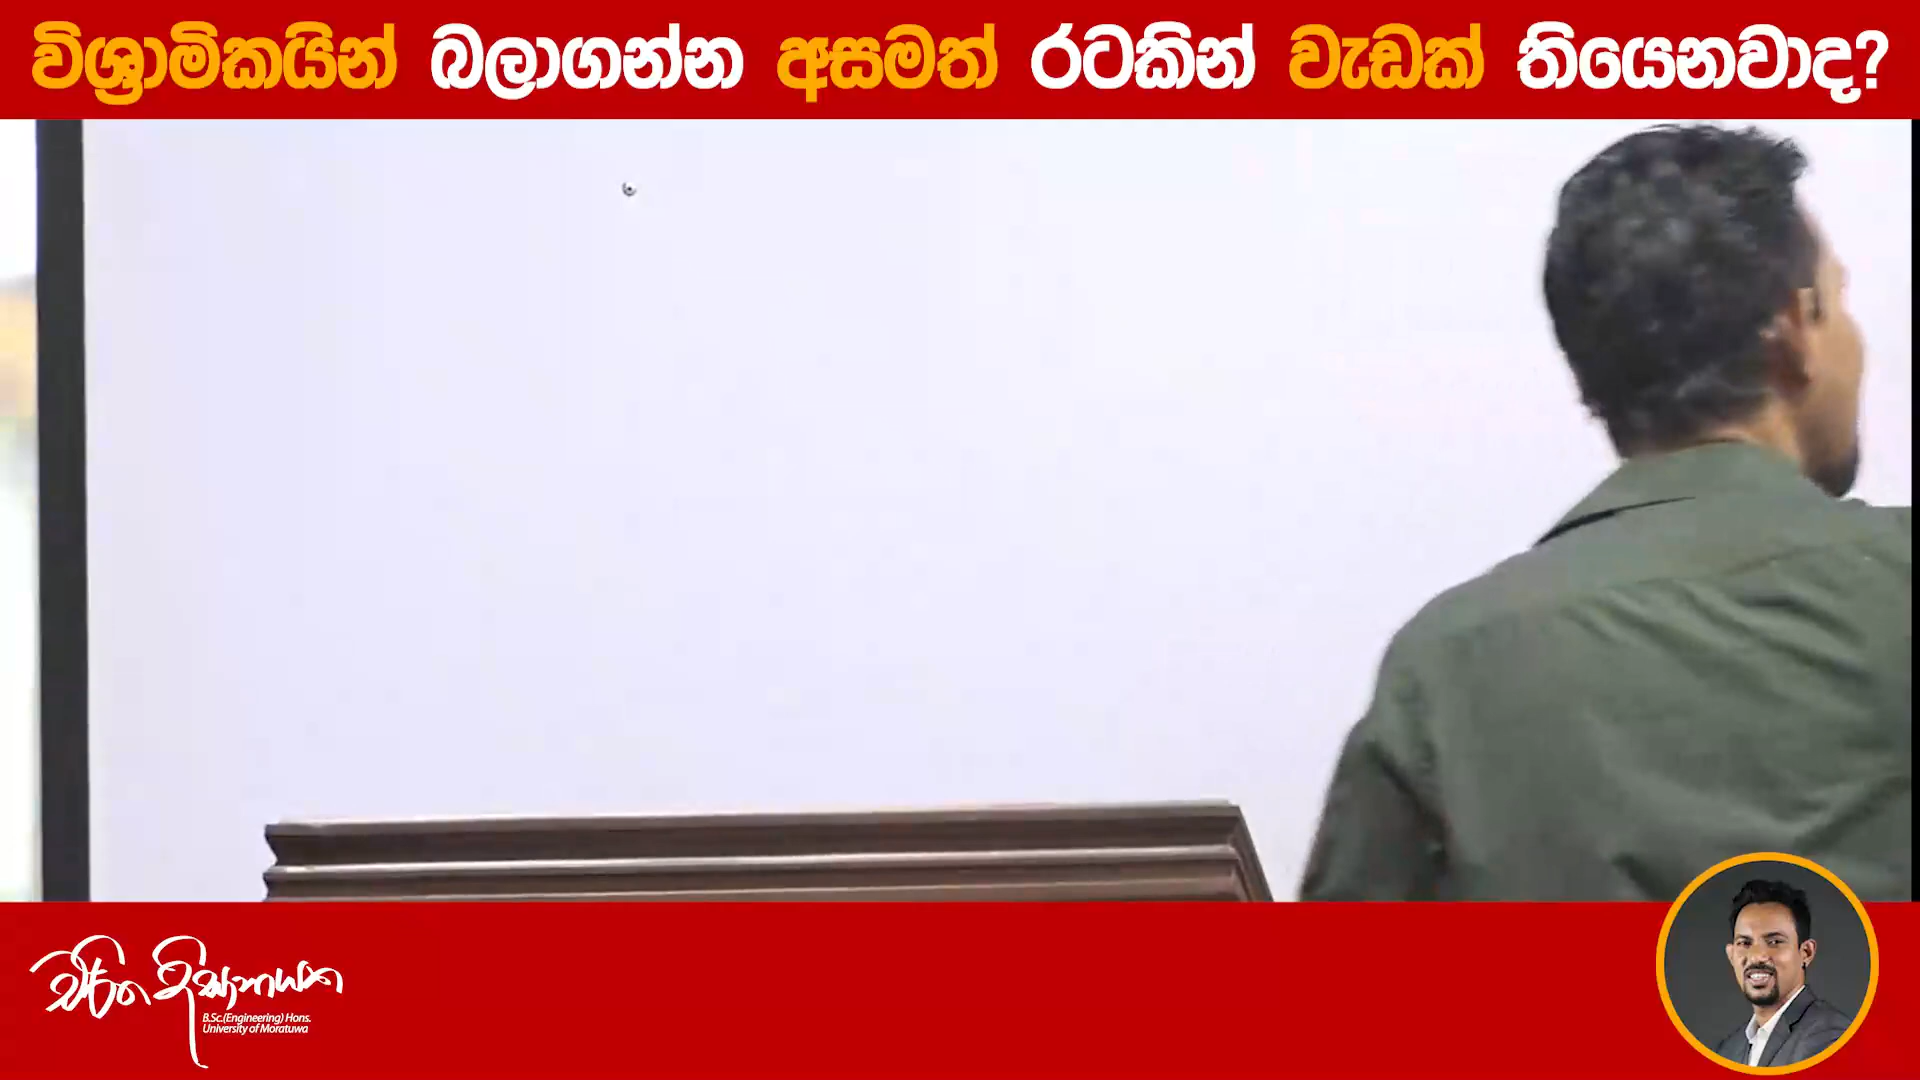 විශ්‍රාමිකයින් බලාගන්න අසමත් රටකින් වැඩක් තියෙනවාද?
B.Sc.(Engineering) Hons.
University of Moratuwa